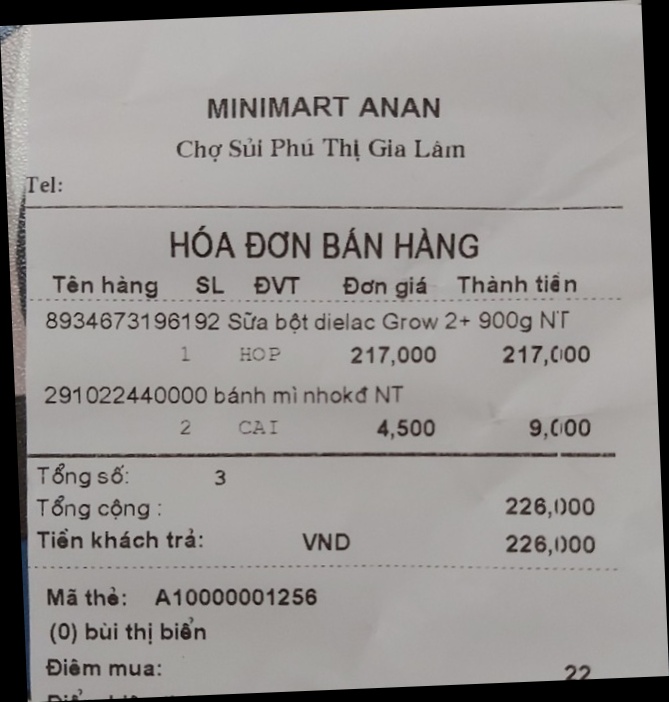 MINIMART ANAN
Chợ Sủi Phú Thị Gia Lâm
Tel:
HÓA ĐƠN BÁN HÀNG
Tên hàng SL ĐVT Đơn giá Thành tiền
8934673196192 Sữa bột dielac Grow 2+ 900g NT
1 HOP 217,000 217,000
291022440000 bánh mì nhokđ NT
2 CAI 4,500 9,000
Tổng số: 3
Tổng cộng : 226,000
Tiền khách trả: VND 226,000
Mã thẻ: A10000001256
(0) bùi thị biển
Điểm mua: 22